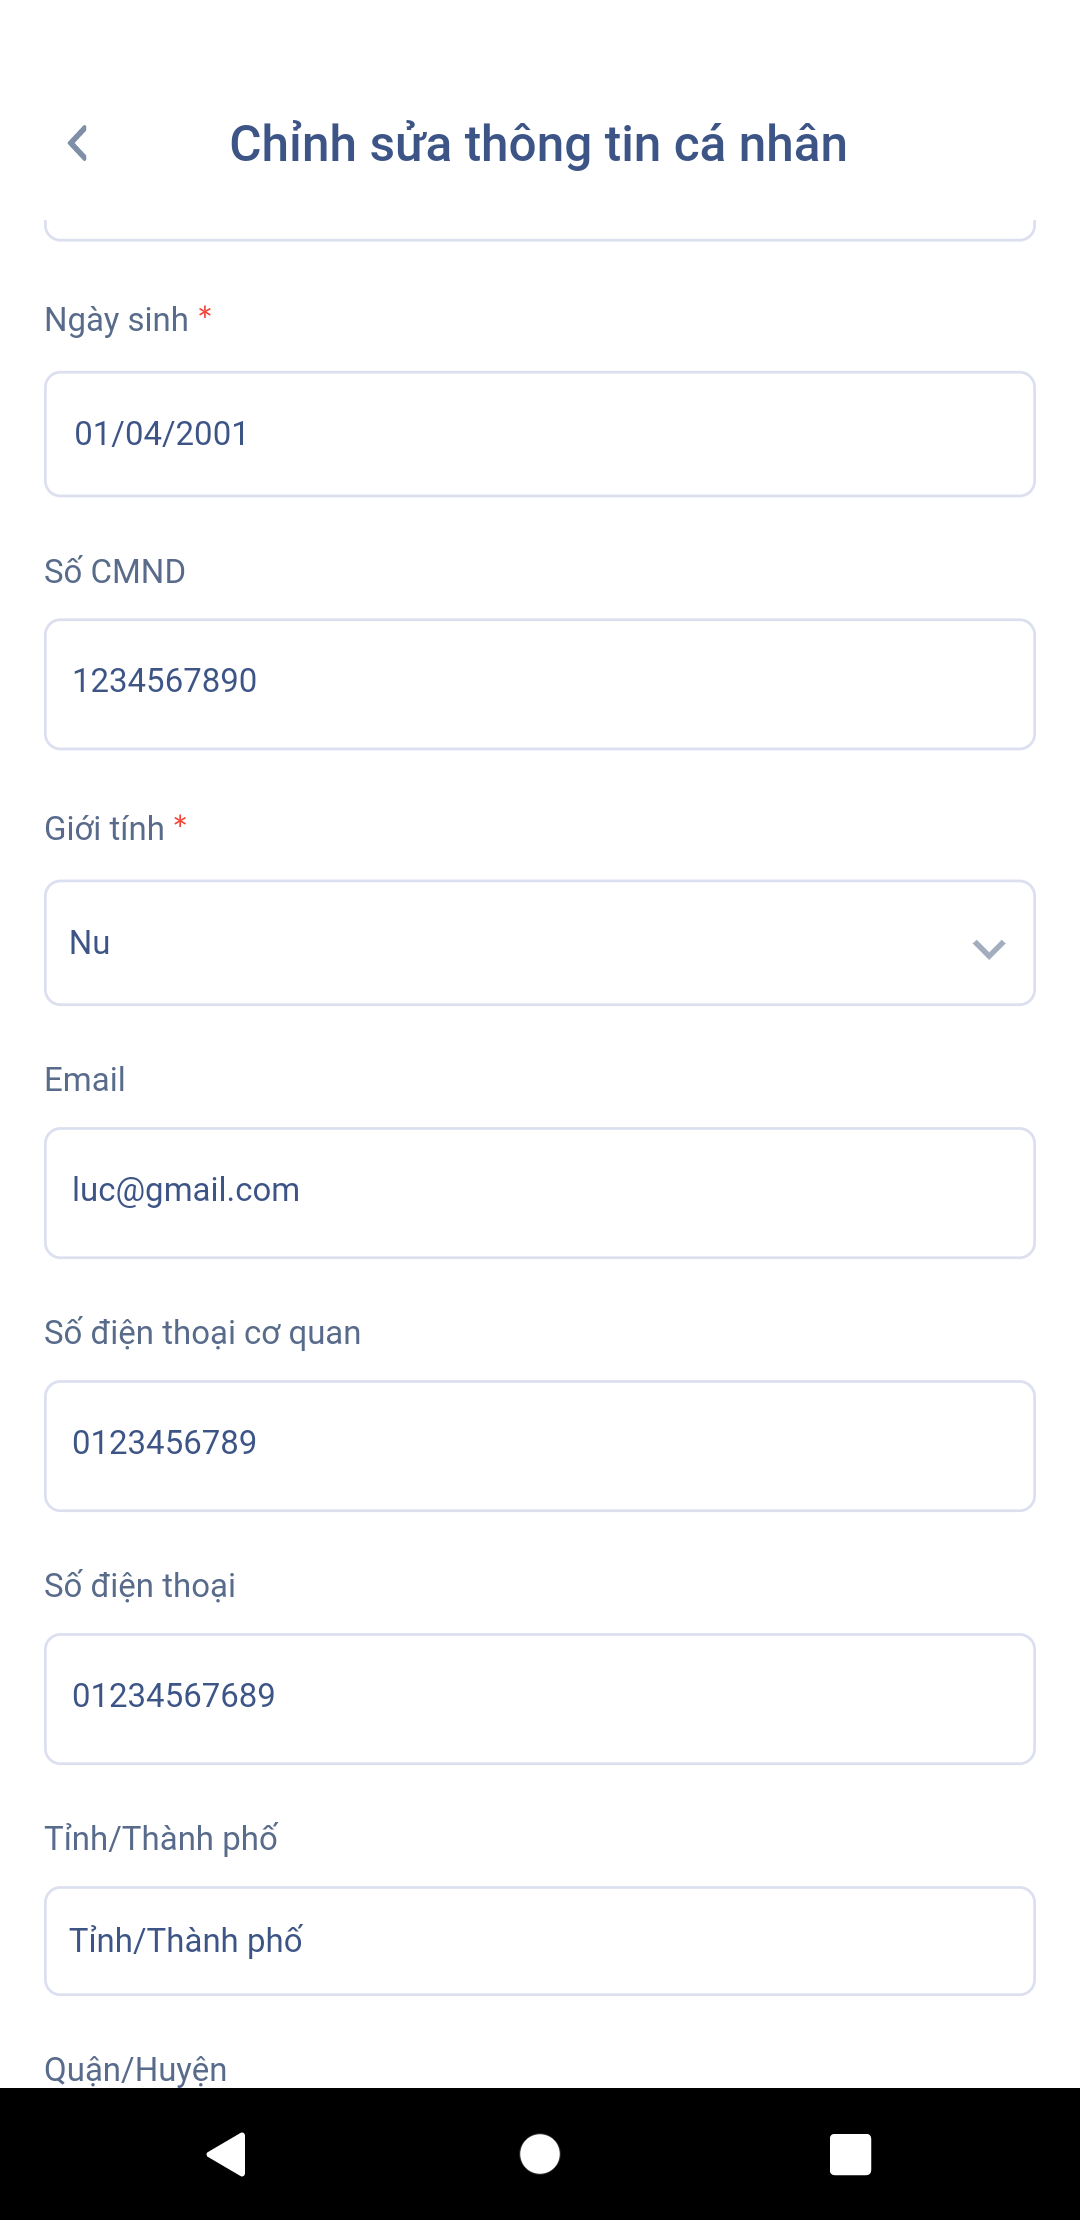 Chỉnh sửa thông tin cá nhân
Ngày sinh *
01/04/2001
Số CMND
1234567890
Giới tính *
Nu
Email
luc@gmail.com
Số điện thoại cơ quan
0123456789
Số điện thoại
01234567689
Tỉnh/Thành phố
Tỉnh/Thành phố
Quận/Huyện